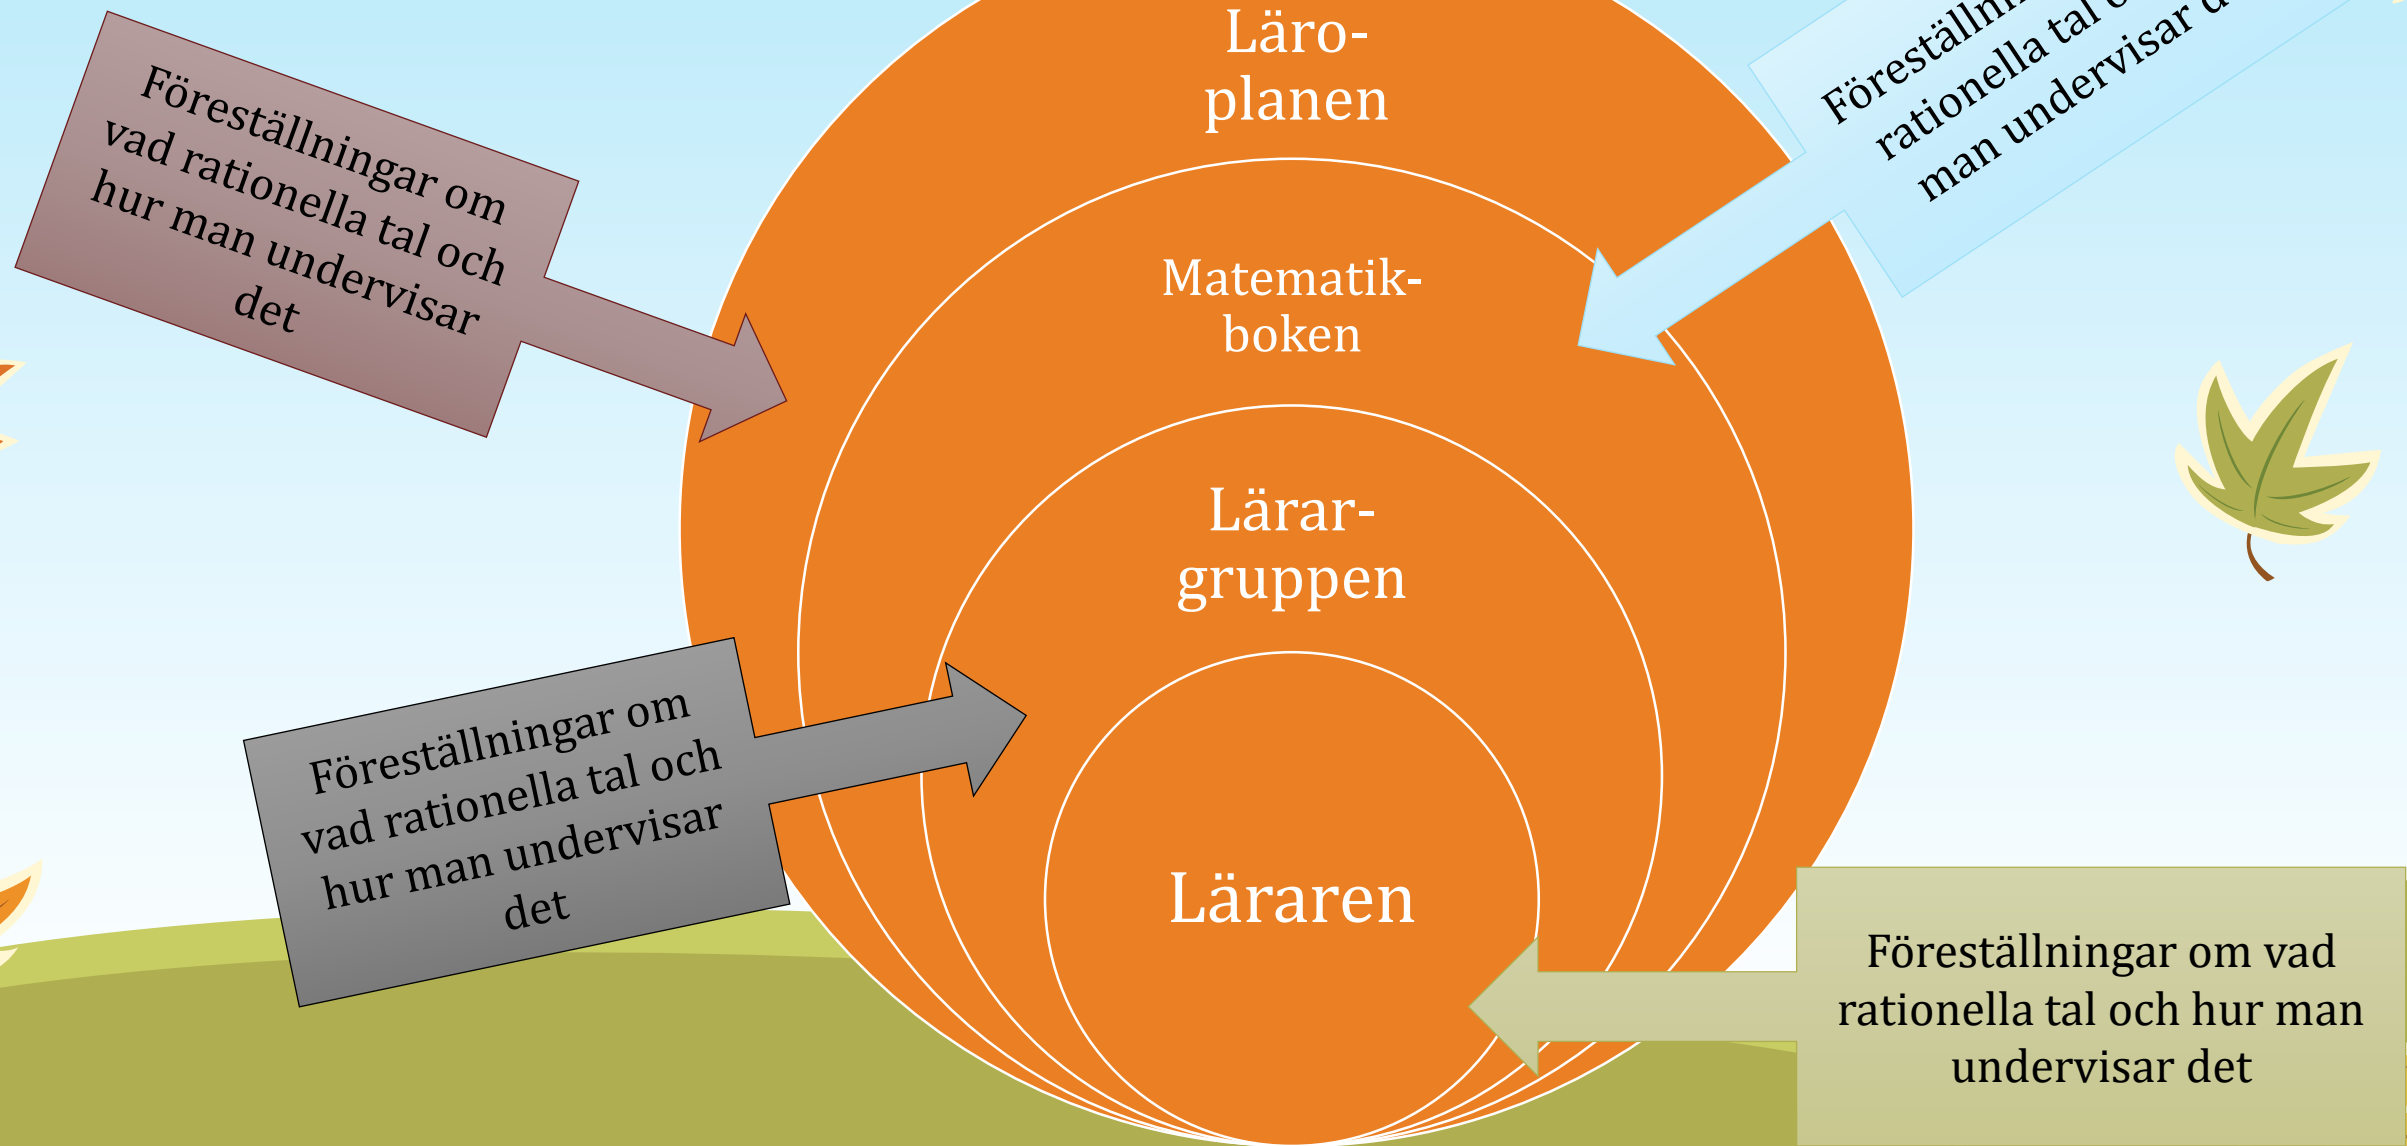 Läro-
planen
Föreställningar om
vad rationella tal och
hur man undervisar
det
rationella tal
man undervisar
Matematik-
boken
Lärar-
gruppen
Föreställningar om
vad rationella tal och
hur man undervisar
det
Läraren
Föreställningar om vad
rationella tal och hur man
undervisar det